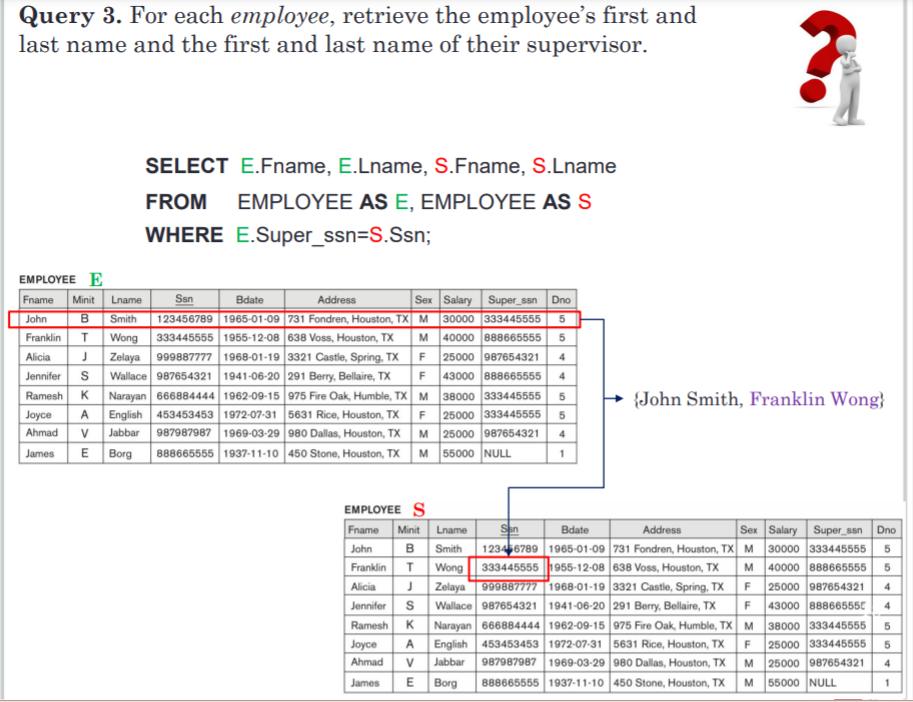 Query 3. For each employee, retrieve the employee's first and
last name and the first and last name of their supervisor.
SELECT E.Fname, E.Lname, S.Fname, S.Lname
FROM EMPLOYEE AS E, EMPLOYEE AS S
WHERE E.Super_ssn=S.Ssn;
EMPLOYEE E
Fname Minit Lname Ssn Bdate Address Sex Salary Super_ssn Dno
John B Smith 123456789 1965-01-09 731 Fondren, Houston, TX M 30000 333445555 5
Franklin T Wong 333445555 1955-12-08 638 Voss, Houston, TX M 40000 888665555 5
Alicia J Zelaya 999887777 1968-01-19 3321 Castle, Spring, TX F 25000 987654321 4
Jennifer S Wallace 987654321 1941-06-20 291 Berry, Bellaire, TX F 43000 888665555 4
Ramesh K Narayan 666884444 1962-09-15 975 Fire Oak, Humble, TX M 38000 333445555 5
Joyce A English 453453453 1972-07-31 5631 Rice, Houston, TX F 25000 333445555 5
Ahmad V Jabbar 987987987 1969-03-29 980 Dallas, Houston, TX M 25000 987654321 4
James E Borg 888665555 1937-11-10 450 Stone, Houston, TX M 55000 NULL 1
{John Smith, Franklin Wong}
EMPLOYEE S
Fname Minit Lname Ssn Bdate Address Sex Salary Super_ssn Dno
John B Smith 123456789 1965-01-09 731 Fondren, Houston, TX M 30000 333445555 5
Franklin T Wong 333445555 1955-12-08 638 Voss, Houston, TX M 40000 888665555 5
Alicia J Zelaya 999887777 1968-01-19 3321 Castle, Spring, TX F 25000 987654321 4
Jennifer S Wallace 987654321 1941-06-20 291 Berry, Bellaire, TX F 43000 888665555 4
Ramesh K Narayan 666884444 1962-09-15 975 Fire Oak, Humble, TX M 38000 333445555 5
Joyce A English 453453453 1972-07-31 5631 Rice, Houston, TX F 25000 333445555 5
Ahmad V Jabbar 987987987 1969-03-29 980 Dallas, Houston, TX M 25000 987654321 4
James E Borg 888665555 1937-11-10 450 Stone, Houston, TX M 55000 NULL 1